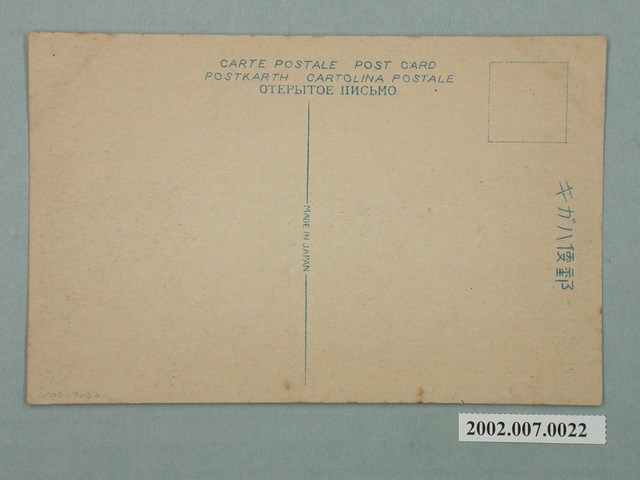 CARTE POSTALE POST CARD
POSTKARTH CARTOLINA POSTALE
ОТЕРЫТОЕ ПИСЬМО
MADE IN JAPAN
キガハ便郵
2002.007.0022